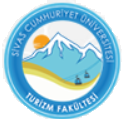 SİVAS CUMHURİYET ÜNİVERSİTESİ
TURİZM FAKÜLTESİ